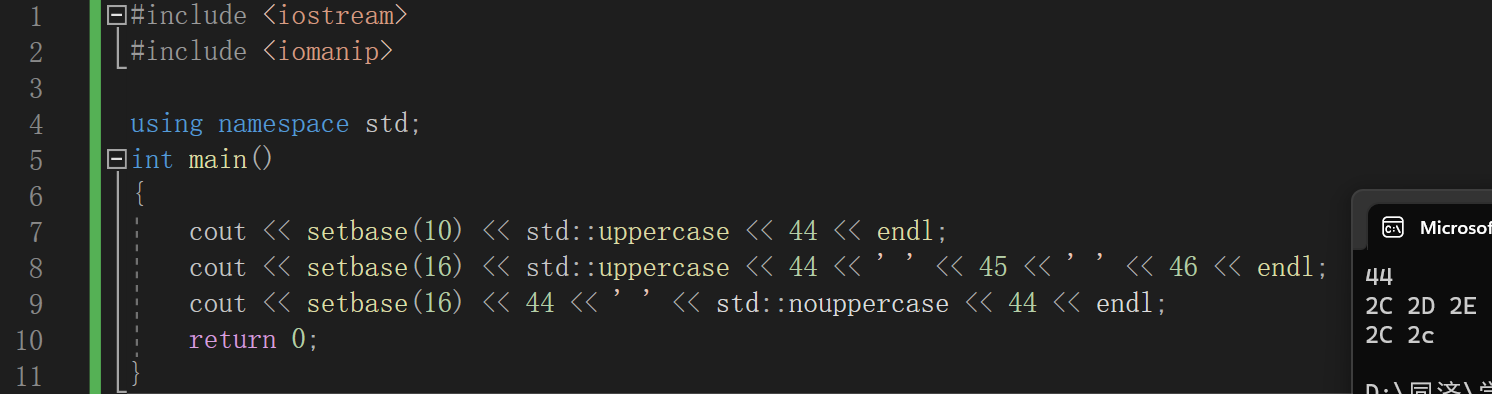 1 #include <iostream>
2 #include <iomanip>
3
4 using namespace std;
5 int main()
6 {
7 cout << setbase(10) << std::uppercase << 44 << endl;
8 cout << setbase(16) << std::uppercase << 44 << ' ' << 45 << ' ' << 46 << endl;
9 cout << setbase(16) << 44 << ' ' << std::nouppercase << 44 << endl;
10 return 0;
11 }
Microsof
44
2C 2D 2E
2C 2c
D:\同济\